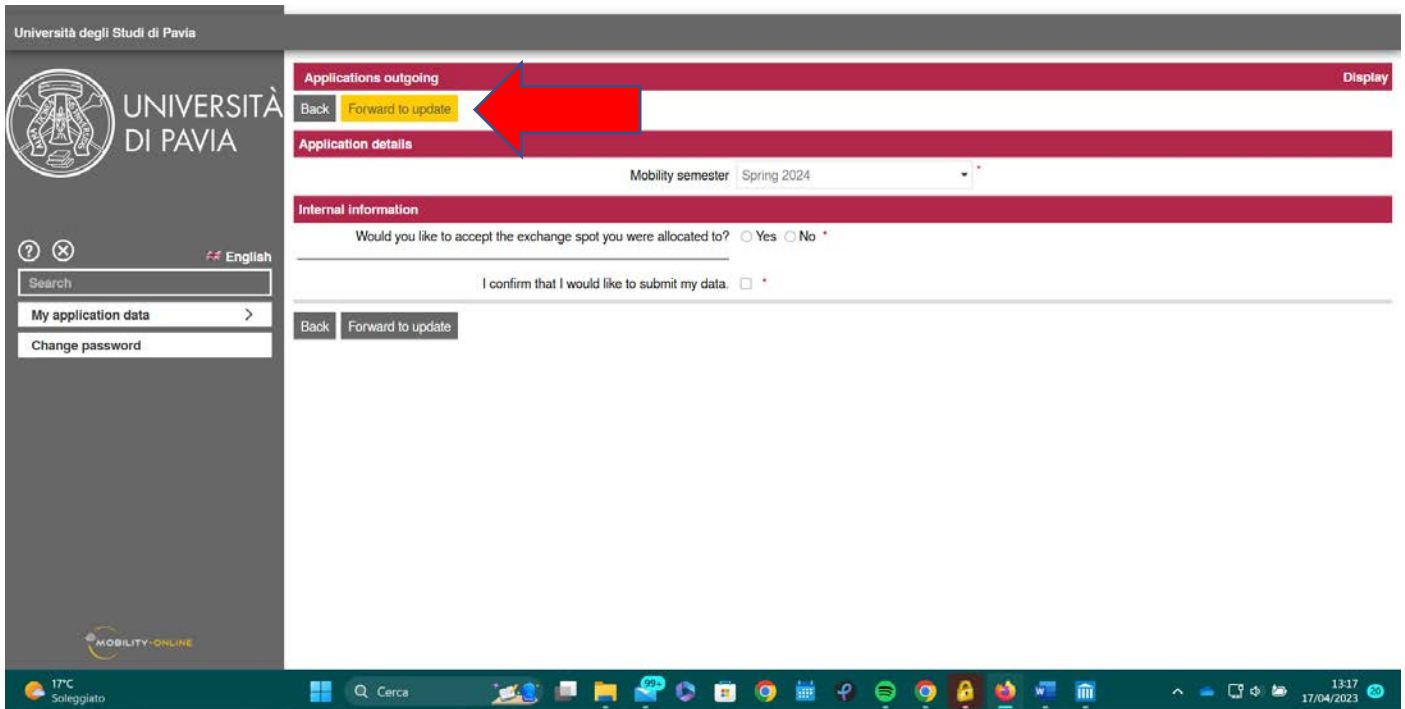 Università degli Studi di Pavia
UNIVERSITÀ
DI PAVIA
English
Search
My application data
Change password
MOBILITY-ONLINE
Applications outgoing Display
Back Forward to update
Application details
Mobility semester Spring 2024 *
Internal information
Would you like to accept the exchange spot you were allocated to? Yes No *
I confirm that I would like to submit my data. *
Back Forward to update
17°C
Soleggiato
Cerca
99+
13:17
17/04/2023
20